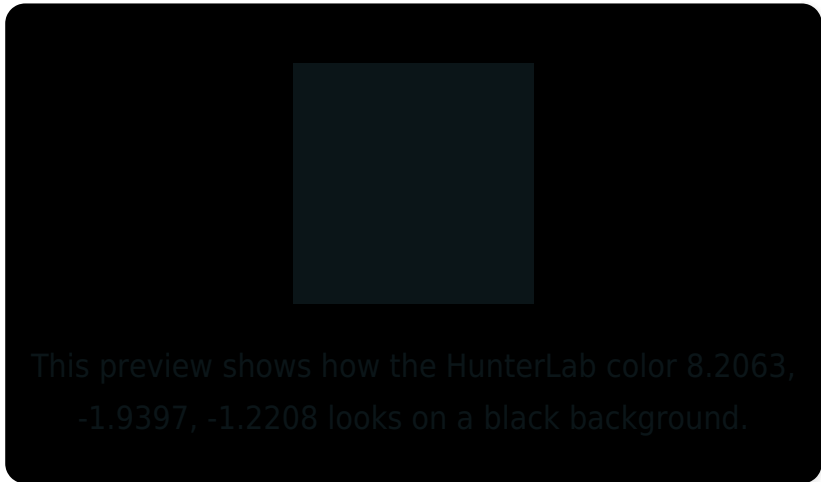 This preview shows how the HunterLab color 8.2063,
-1.9397, -1.2208 looks on a black background.